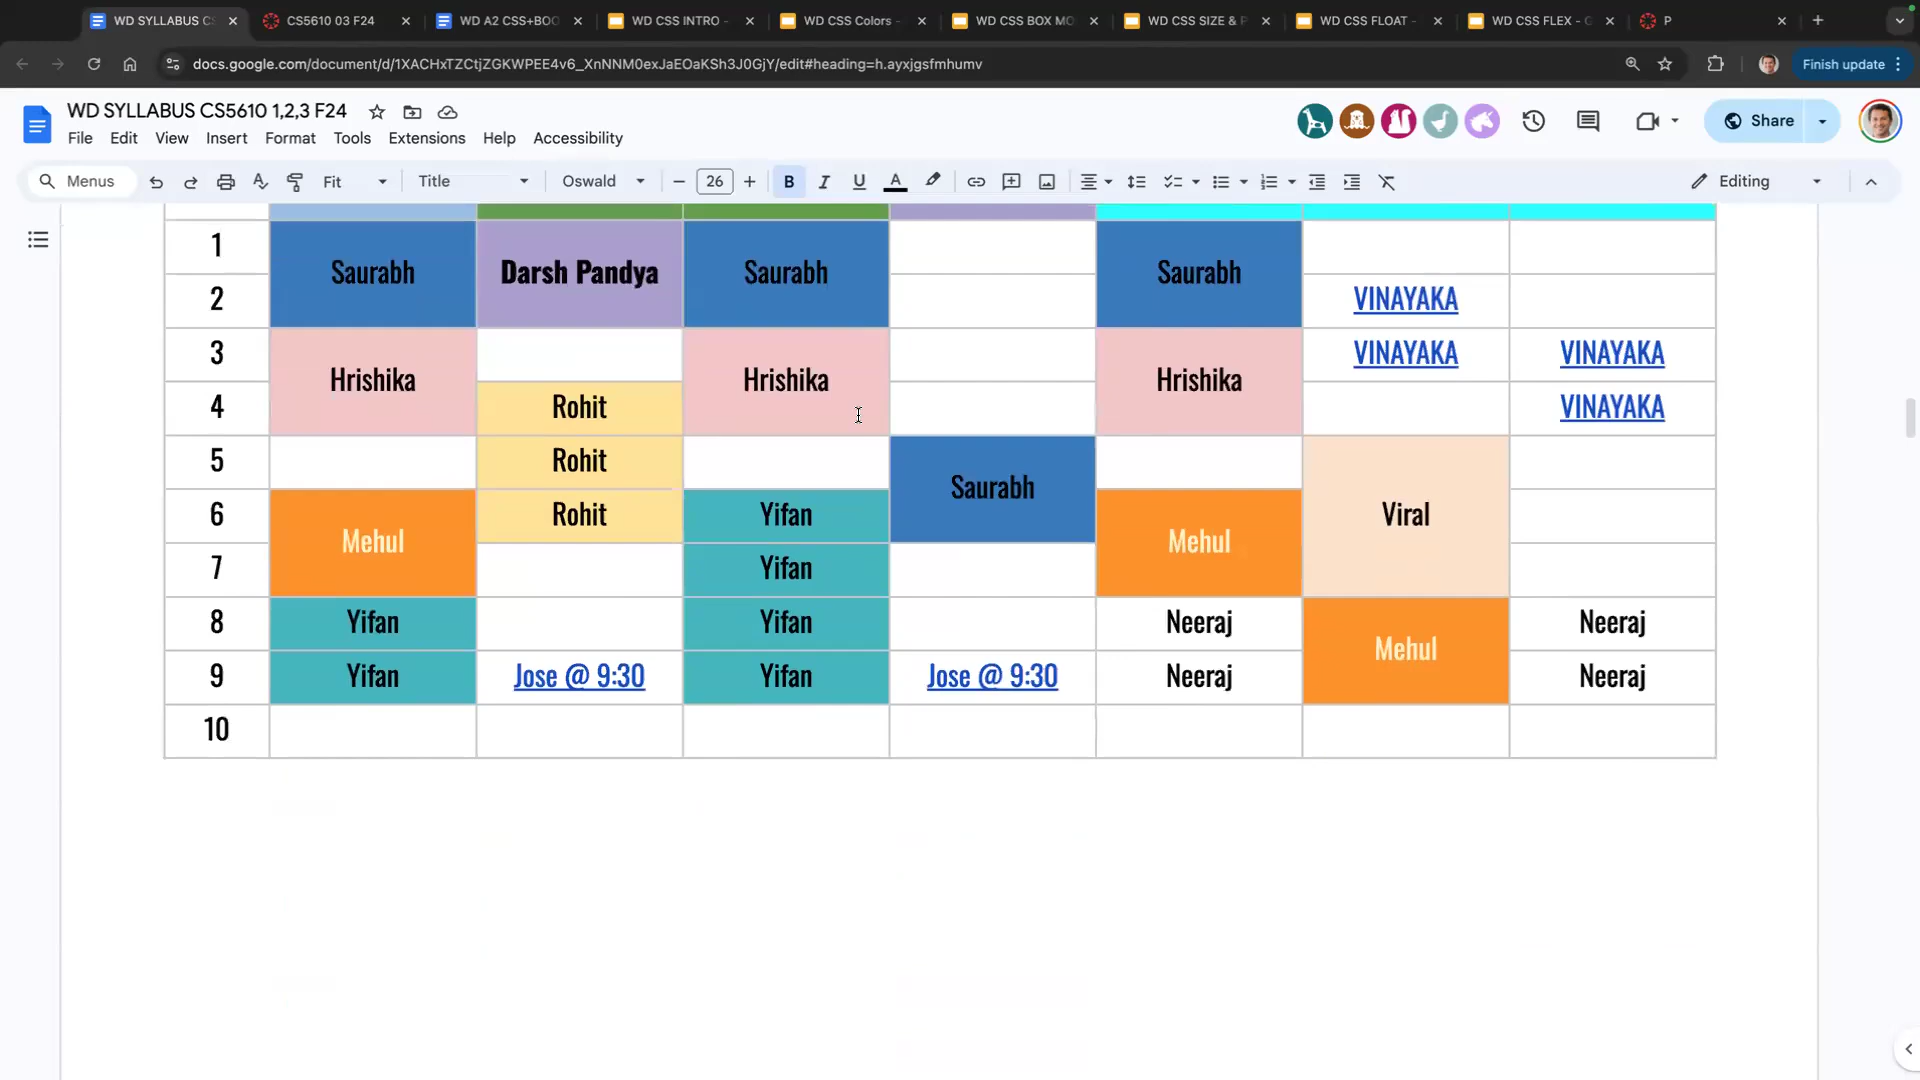 WD SYLLABUS CS
CS5610 03 F24
WD A2 CSS+BOO
WD CSS INTRO -
WD CSS Colors -
WD CSS BOX MO
WD CSS SIZE & P
WD CSS FLOAT -
WD CSS FLEX - G
P
docs.google.com/document/d/1XACHxTZCtjZGKWPEE4v6_XnNNM0exJaEOaKSh3J0GjY/edit#heading=h.ayxjgsfmhumv
Finish update
WD SYLLABUS CS5610 1,2,3 F24
File Edit View Insert Format Tools Extensions Help Accessibility
Share
Menus Fit Title Oswald 26 B I U A Editing
1 Saurabh Darsh Pandya Saurabh Saurabh
2 VINAYAKA
3 Hrishika Hrishika Hrishika VINAYAKA VINAYAKA
4 Rohit VINAYAKA
5 Rohit Saurabh Viral
6 Mehul Rohit Yifan Mehul
7 Yifan
8 Yifan Yifan Neeraj Mehul Neeraj
9 Yifan Jose @ 9:30 Yifan Jose @ 9:30 Neeraj Neeraj
10